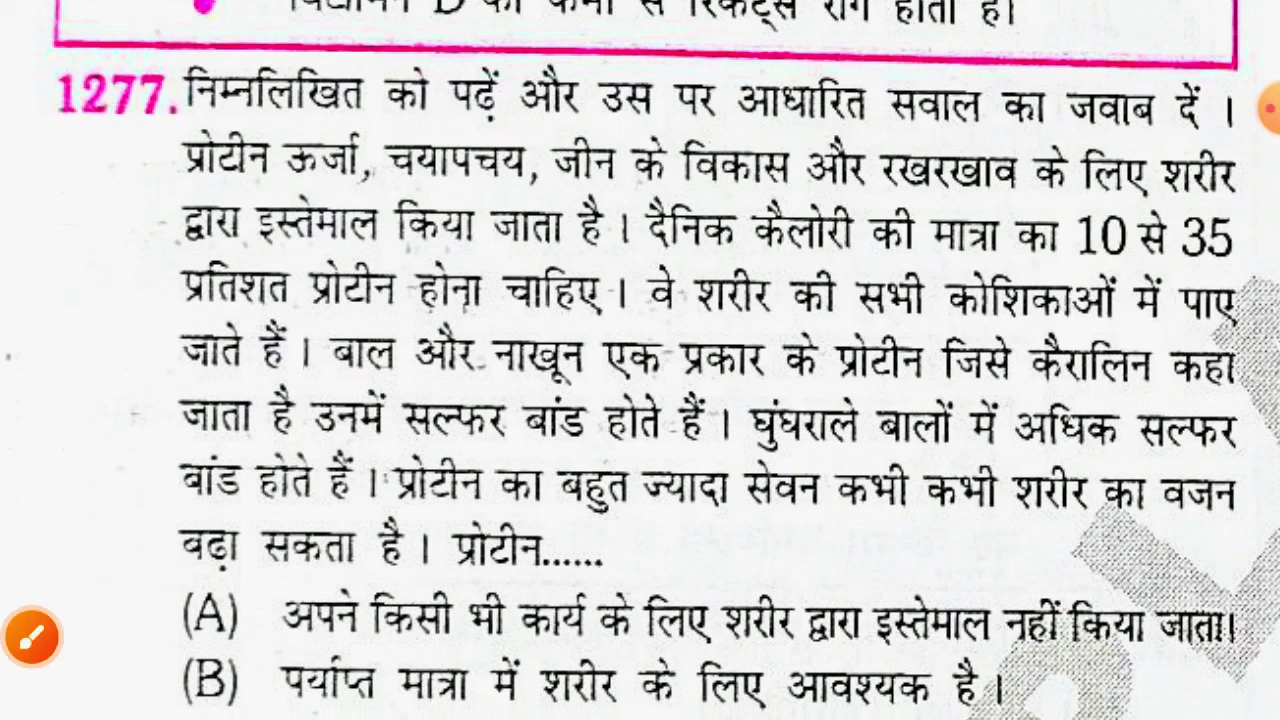 विटामिन D की कमी से रिकेट्स रोग होता है।
1277. निम्नलिखित को पढ़ें और उस पर आधारित सवाल का जवाब दें ।
प्रोटीन ऊर्जा, चयापचय, जीन के विकास और रखरखाव के लिए शरीर
द्वारा इस्तेमाल किया जाता है । दैनिक कैलोरी की मात्रा का 10 से 35
प्रतिशत प्रोटीन होना चाहिए । वे शरीर की सभी कोशिकाओं में पाए
जाते हैं । बाल और नाखून एक प्रकार के प्रोटीन जिसे कैरालिन कहा
जाता है उनमें सल्फर बांड होते हैं । घुंघराले बालों में अधिक सल्फर
बांड होते हैं । प्रोटीन का बहुत ज्यादा सेवन कभी कभी शरीर का वजन
बढ़ा सकता है । प्रोटीन......
(A) अपने किसी भी कार्य के लिए शरीर द्वारा इस्तेमाल नहीं किया जाता।
(B) पर्याप्त मात्रा में शरीर के लिए आवश्यक है ।